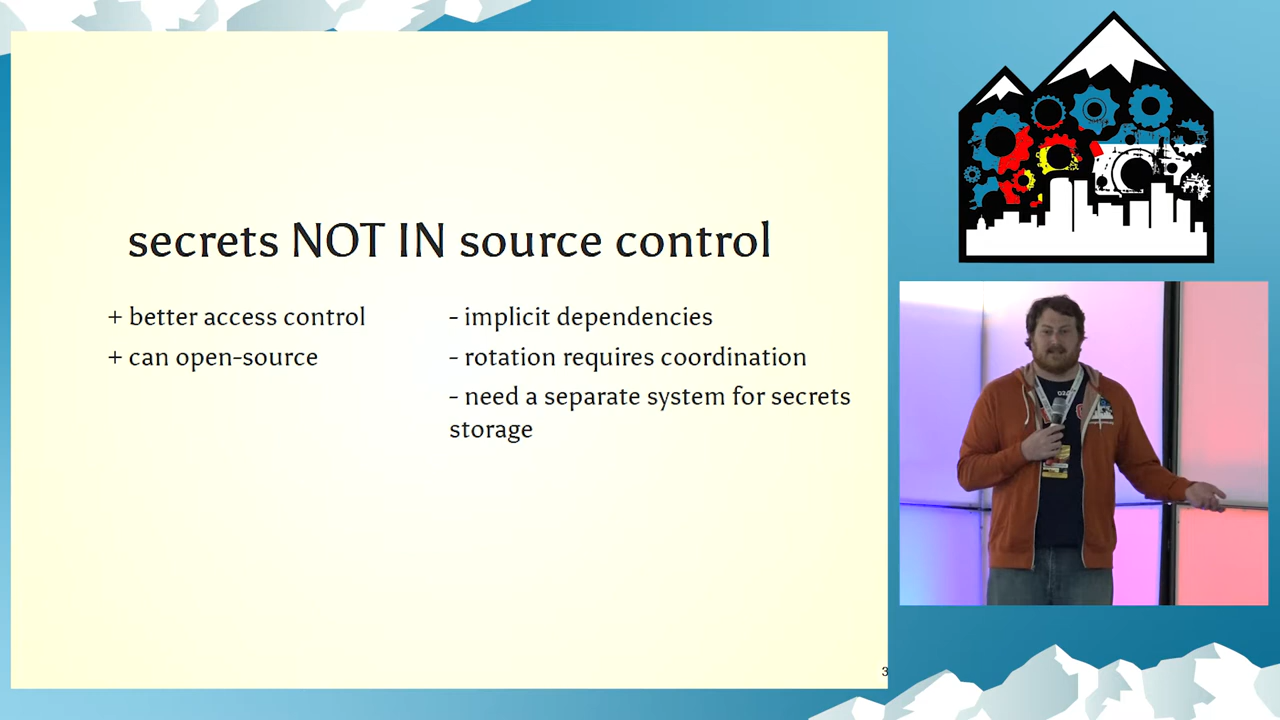 secrets NOT IN source control
+ better access control
+ can open-source
- implicit dependencies
- rotation requires coordination
- need a separate system for secrets
storage
3